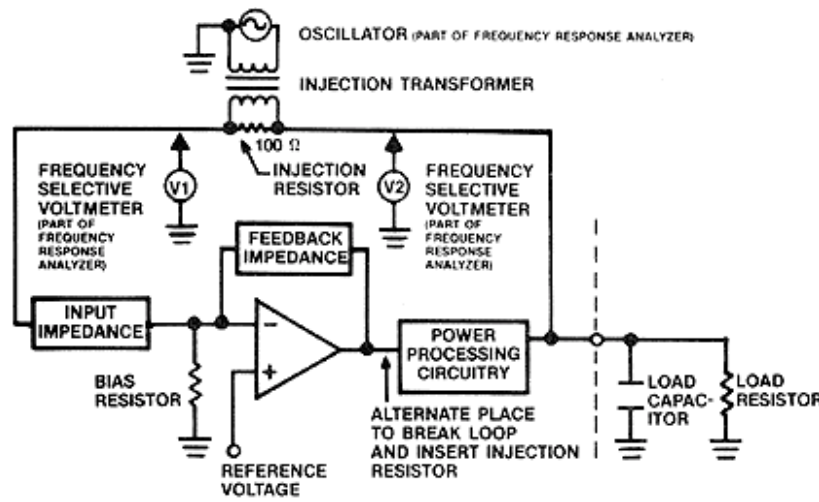 OSCILLATOR (PART OF FREQUENCY RESPONSE ANALYZER)
INJECTION TRANSFORMER
100 Ω
INJECTION
RESISTOR
FREQUENCY
SELECTIVE
VOLTMETER
(PART OF
FREQUENCY
RESPONSE
ANALYZER)
V1
V2
FREQUENCY
SELECTIVE
VOLTMETER
(PART OF
FREQUENCY
RESPONSE
ANALYZER)
FEEDBACK
IMPEDANCE
INPUT
IMPEDANCE
−
+
POWER
PROCESSING
CIRCUITRY
BIAS
RESISTOR
LOAD
CAPAC-
ITOR
LOAD
RESISTOR
ALTERNATE PLACE
TO BREAK LOOP
AND INSERT INJECTION
RESISTOR
REFERENCE
VOLTAGE